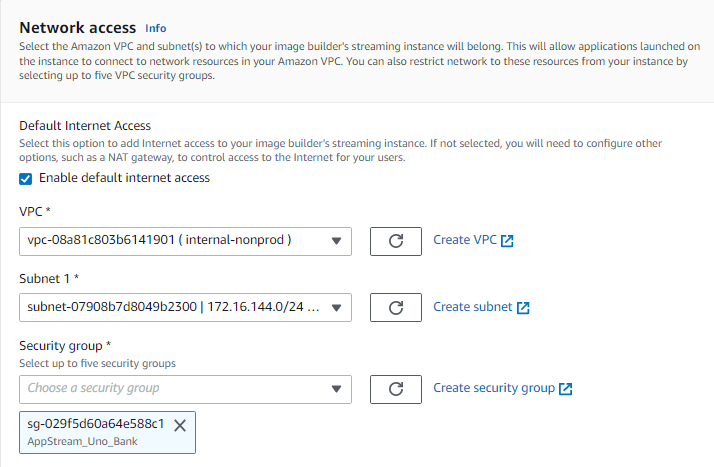 Network access Info
Select the Amazon VPC and subnet(s) to which your image builder's streaming instance will belong. This will allow applications launched on
the instance to connect to network resources in your Amazon VPC. You can also restrict network to these resources from your instance by
selecting up to five VPC security groups.
Default Internet Access
Select this option to add Internet access to your image builder's streaming instance. If not selected, you will need to configure other
options, such as a NAT gateway, to control access to the Internet for your users.
Enable default internet access
VPC *
vpc-08a81c803b6141901 ( internal-nonprod )
Create VPC
Subnet 1 *
subnet-07908b7d8049b2300 | 172.16.144.0/24 ...
Create subnet
Security group *
Select up to five security groups
Choose a security group
Create security group
sg-029f5d60a64e588c1
AppStream_Uno_Bank